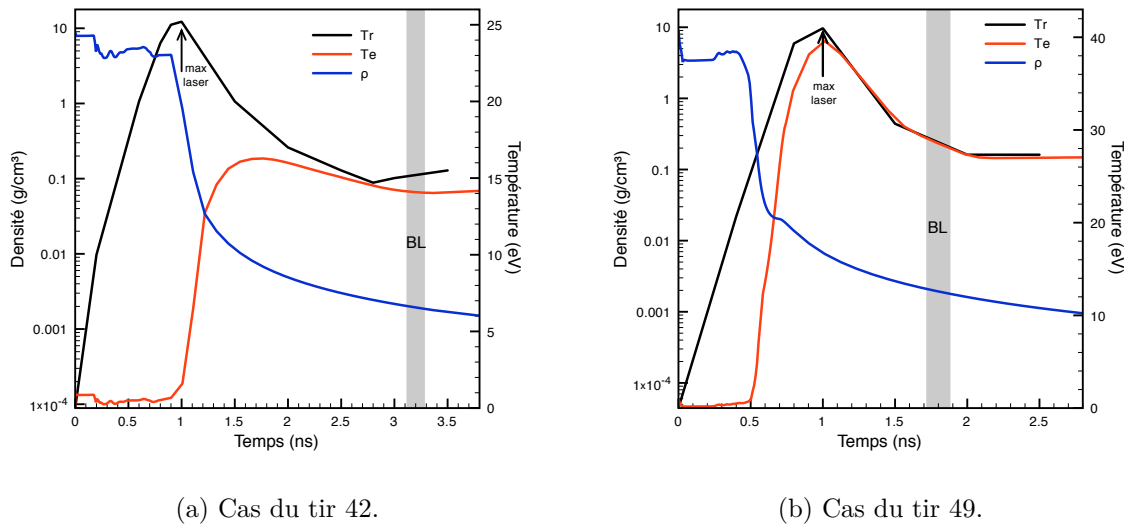 10
1
0.1
0.01
0.001
1×10⁻⁴
Densité (g/cm³)
0
0.5
1
1.5
2
2.5
3
3.5
Temps (ns)
25
20
15
10
5
0
Température (eV)
Tr
Te
ρ
max
laser
BL
(a) Cas du tir 42.
10
1
0.1
0.01
0.001
1×10⁻⁴
Densité (g/cm³)
0
0.5
1
1.5
2
2.5
Temps (ns)
40
30
20
10
0
Température (eV)
Tr
Te
ρ
max
laser
BL
(b) Cas du tir 49.